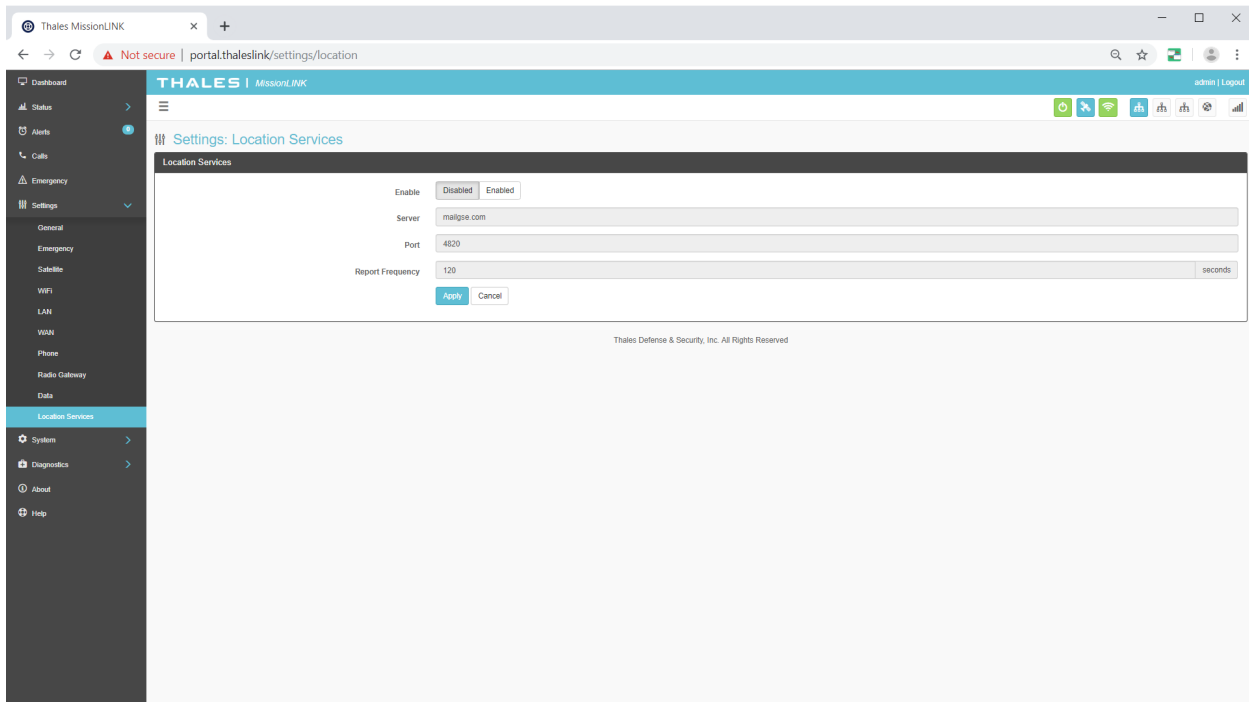 Thales MissionLINK
Not secure | portal.thaleslink/settings/location
Dashboard
THALES | MissionLINK
admin | Logout
Status
Alerts
0
Settings: Location Services
Calls
Location Services
Emergency
Enable
Disabled
Enabled
Settings
Server
mailgse.com
General
Port
4820
Emergency
Report Frequency
120
seconds
Satellite
WiFi
Apply
Cancel
LAN
WAN
Thales Defense & Security, Inc. All Rights Reserved
Phone
Radio Gateway
Data
Location Services
System
Diagnostics
About
Help